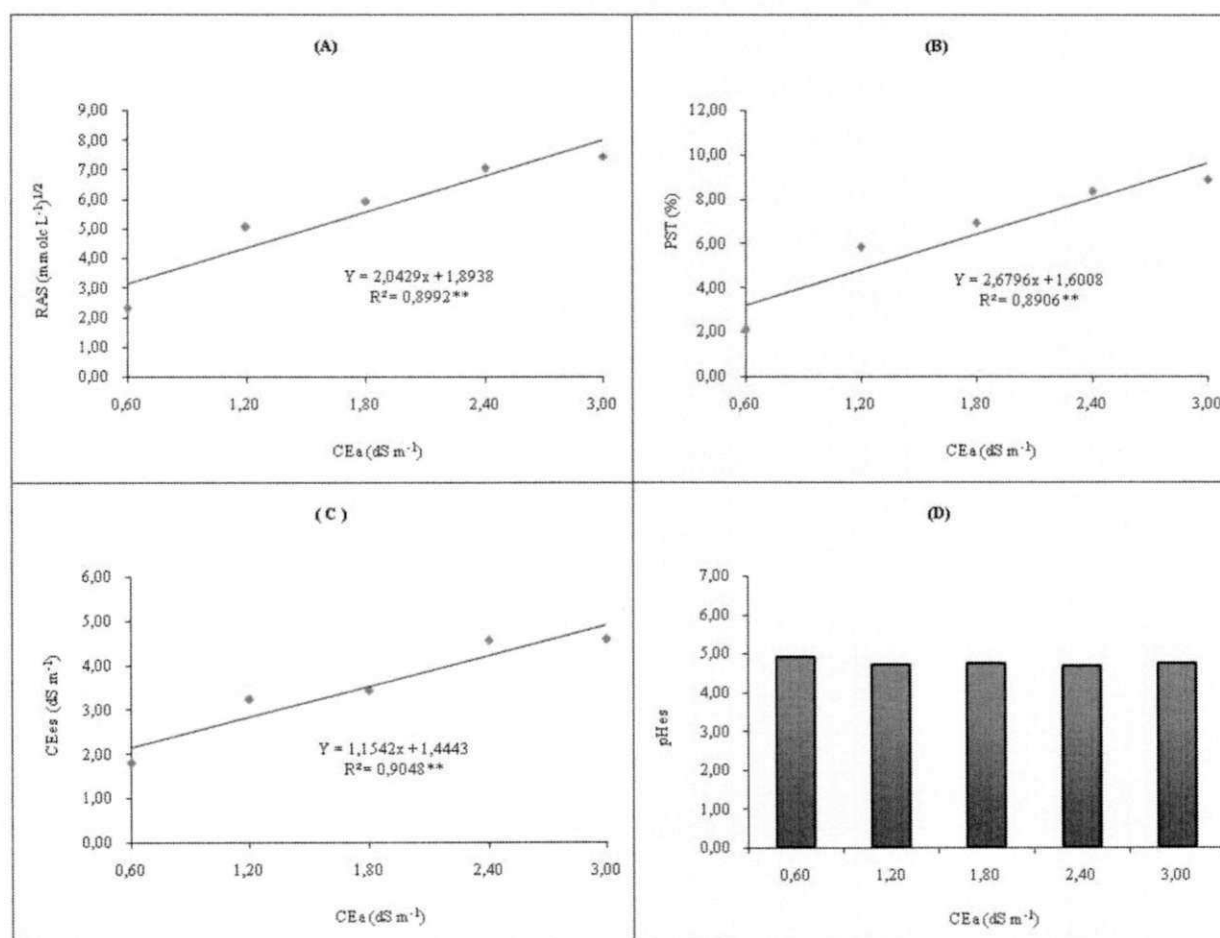 (A)
RAS (mmolc L⁻¹)¹/²
9,00
8,00
7,00
6,00
5,00
4,00
3,00
2,00
1,00
0,00
Y = 2,0429x + 1,8938
R² = 0,8992**
0,60 1,20 1,80 2,40 3,00
CEa (dS m⁻¹)
(B)
PST (%)
12,00
10,00
8,00
6,00
4,00
2,00
0,00
Y = 2,6796x + 1,6008
R² = 0,8906**
0,60 1,20 1,80 2,40 3,00
CEa (dS m⁻¹)
( C )
CEes (dS m⁻¹)
6,00
5,00
4,00
3,00
2,00
1,00
0,00
Y = 1,1542x + 1,4443
R² = 0,9048**
0,60 1,20 1,80 2,40 3,00
CEa (dS m⁻¹)
(D)
pHes
7,00
6,00
5,00
4,00
3,00
2,00
1,00
0,00
0,60 1,20 1,80 2,40 3,00
CEa (dS m⁻¹)